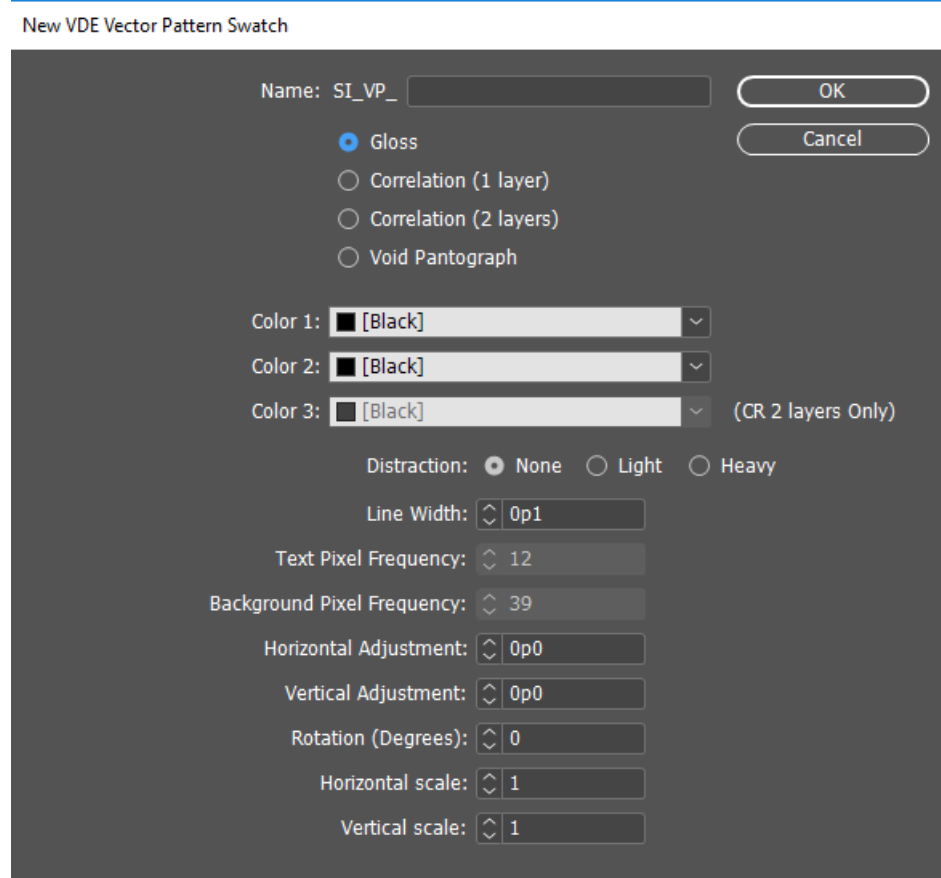 New VDE Vector Pattern Swatch
Name: SI_VP_
OK
Gloss
Cancel
Correlation (1 layer)
Correlation (2 layers)
Void Pantograph
Color 1: [Black]
Color 2: [Black]
Color 3: [Black] (CR 2 layers Only)
Distraction: None Light Heavy
Line Width: 0p1
Text Pixel Frequency: 12
Background Pixel Frequency: 39
Horizontal Adjustment: 0p0
Vertical Adjustment: 0p0
Rotation (Degrees): 0
Horizontal scale: 1
Vertical scale: 1